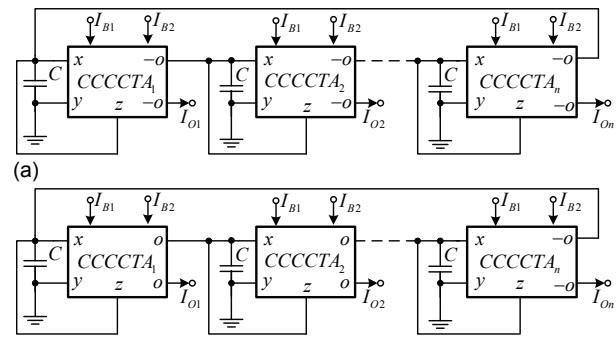 I_B1 I_B2 I_B1 I_B2 I_B1 I_B2
x -o x -o x -o
C CCCCTA_1 C CCCCTA_2 C CCCCTA_n
y z -o y z -o y z -o
I_O1 I_O2 I_On
(a)
I_B1 I_B2 I_B1 I_B2 I_B1 I_B2
x o x o x -o
C CCCCTA_1 C CCCCTA_2 C CCCCTA_n
y z o y z o y z -o
I_O1 I_O2 I_On